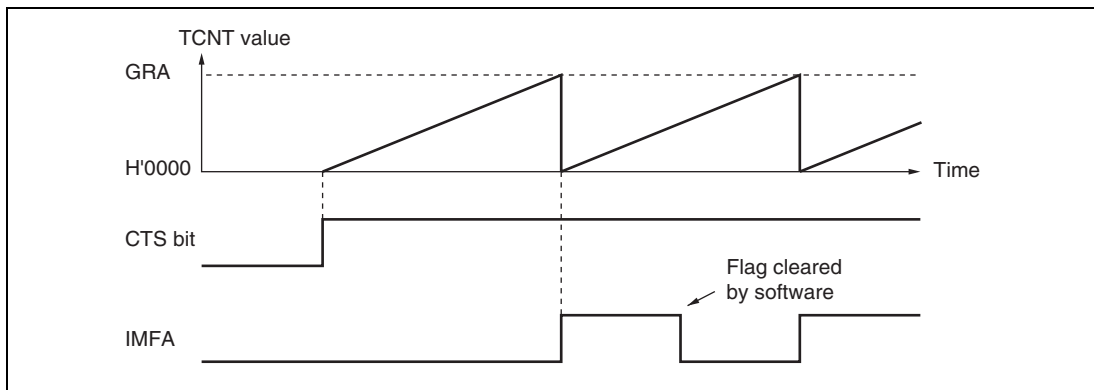 TCNT value
GRA
H'0000
Time
CTS bit
Flag cleared
by software
IMFA